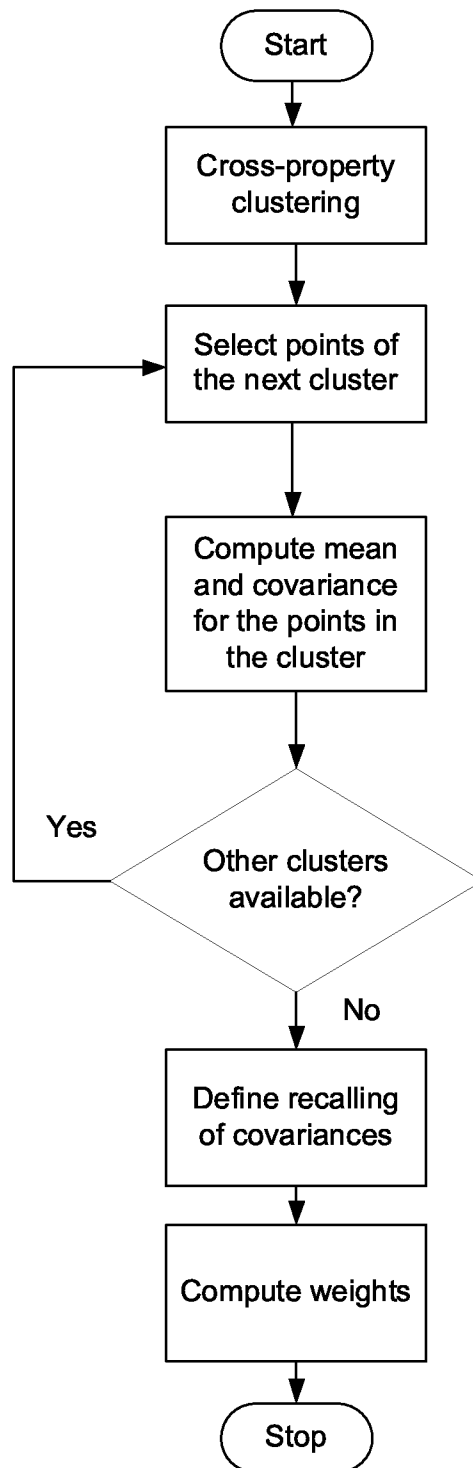 Start
Cross-property
clustering
Select points of
the next cluster
Compute mean
and covariance
for the points in
the cluster
Yes
Other clusters
available?
No
Define recalling
of covariances
Compute weights
Stop